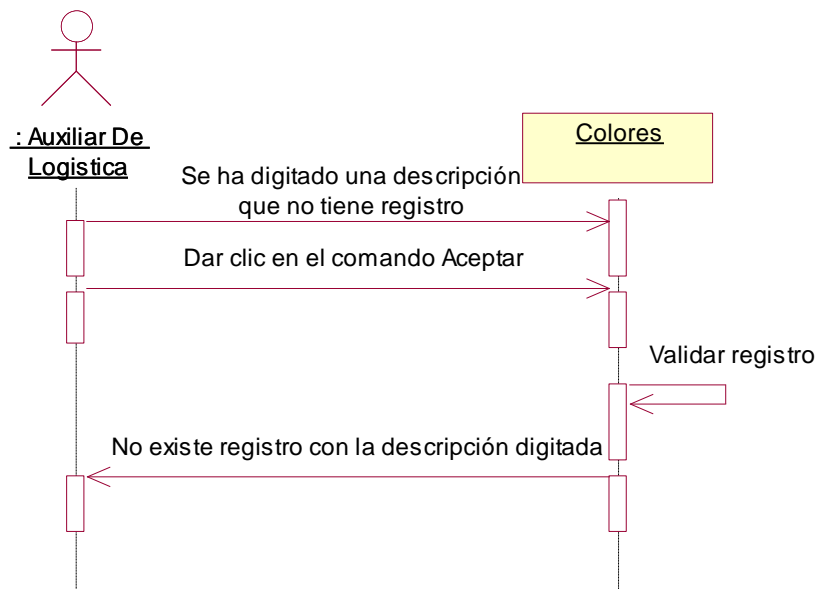 : Auxiliar De
Logistica
Colores
Se ha digitado una descripción
que no tiene registro
Dar clic en el comando Aceptar
Validar registro
No existe registro con la descripción digitada